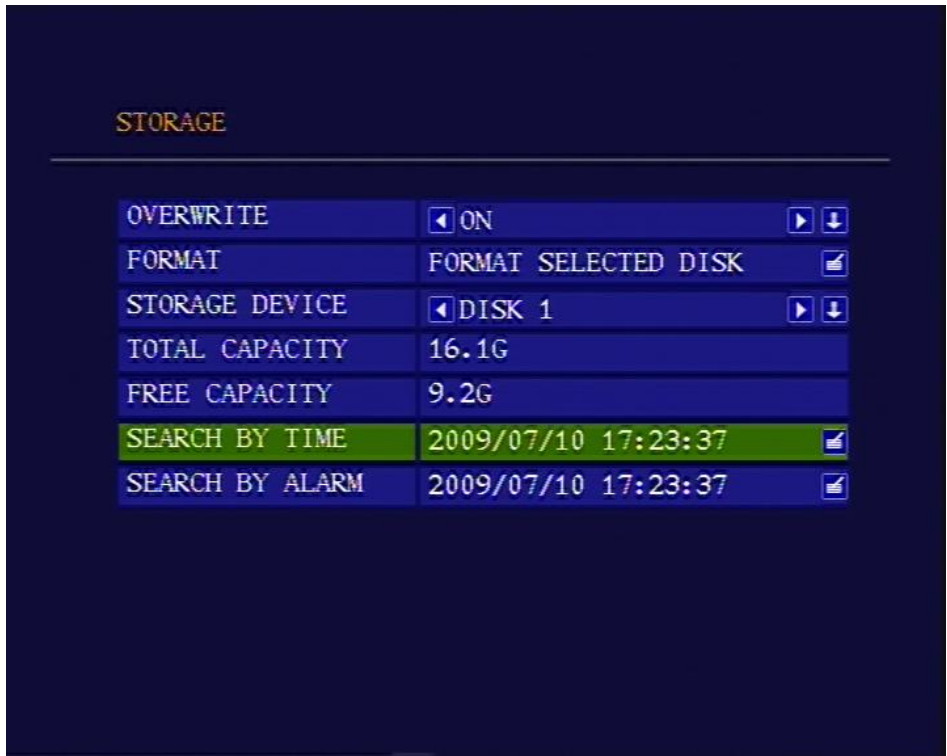 STORAGE
OVERWRITE ON
FORMAT FORMAT SELECTED DISK
STORAGE DEVICE DISK 1
TOTAL CAPACITY 16.1G
FREE CAPACITY 9.2G
SEARCH BY TIME 2009/07/10 17:23:37
SEARCH BY ALARM 2009/07/10 17:23:37